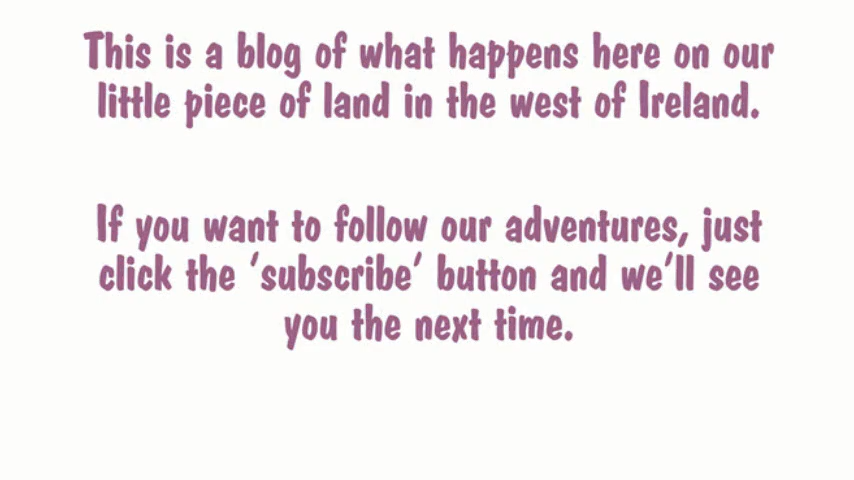 This is a blog of what happens here on our
little piece of land in the west of Ireland.
If you want to follow our adventures, just
click the ‘subscribe’ button and we’ll see
you the next time.